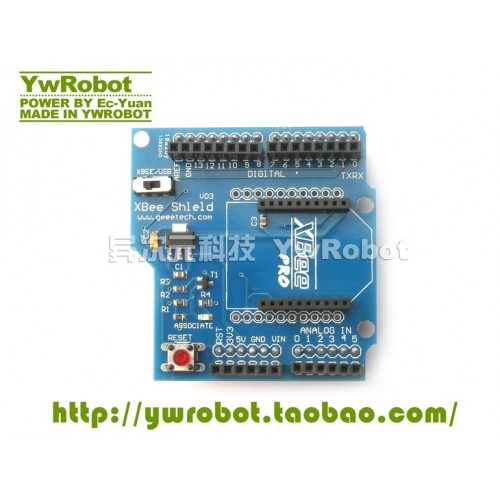 YwRobot
POWER BY Ec-Yuan
MADE IN YWROBOT
AREF
GND
13
12
11
10
9
8
7
6
5
4
3
2
1
0
DIGITAL
TXRX
XBEE/USB
V03
XBee Shield
www.geeetech.com
C3
XBee
PRO
科技 YwRobot
C2
C1
T1
R3
R2
R4
R1
ASSOCIATE
RESET
RST
3V3
5V
GND
VIN
ANALOG IN
0 1 2 3 4 5
http://ywrobot.taobao.com/